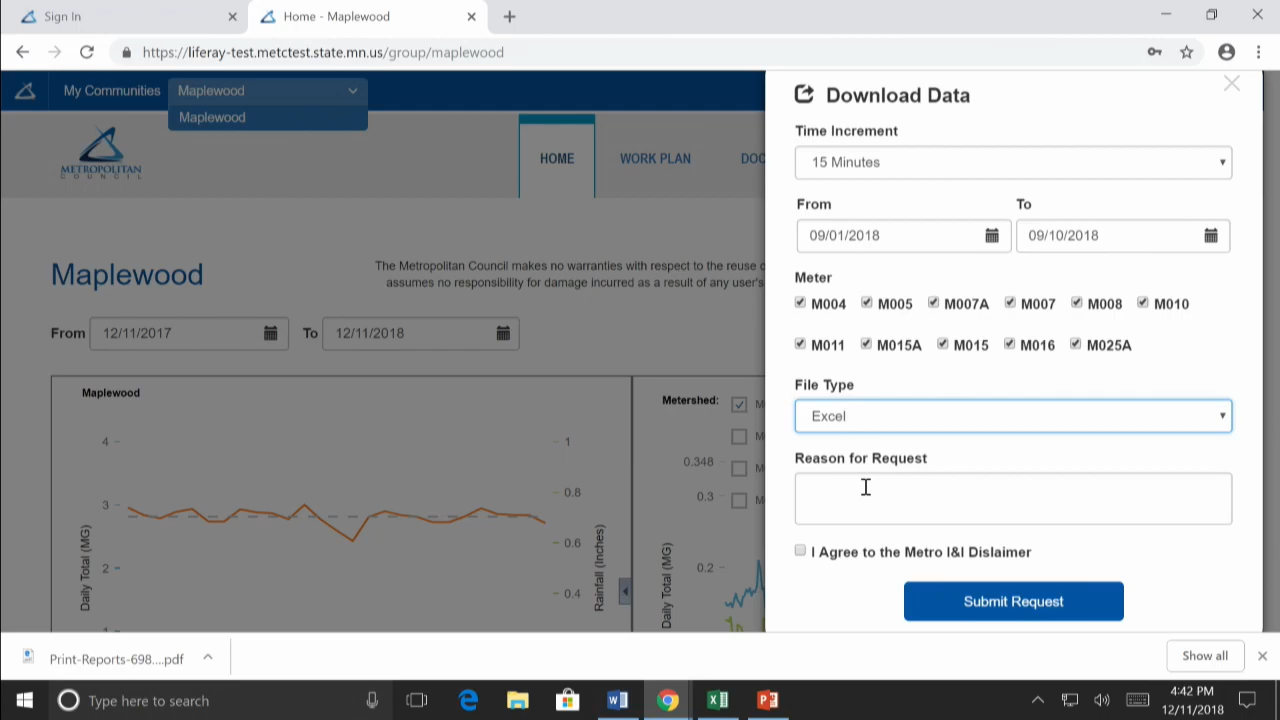 Sign In
Home - Maplewood
https://liferay-test.metctest.state.mn.us/group/maplewood
My Communities
Maplewood
Maplewood
METROPOLITAN
COUNCIL
HOME
WORK PLAN
DOC
Maplewood
The Metropolitan Council makes no warranties with respect to the reuse o
assumes no responsibility for damage incurred as a result of any user's
From
12/11/2017
To
12/11/2018
Maplewood
4
3
2
1
0.8
0.6
0.4
Daily Total (MG)
Rainfall (Inches)
Metershed:
M
M
M
M
0.348
0.3
0.2
Daily Total (MG)
Download Data
Time Increment
15 Minutes
From
To
09/01/2018
09/10/2018
Meter
M004 M005 M007A M007 M008 M010
M011 M015A M015 M016 M025A
File Type
Excel
Reason for Request
I Agree to the Metro I&I Dislaimer
Submit Request
Print-Reports-698....pdf
Show all
Type here to search
4:42 PM
12/11/2018